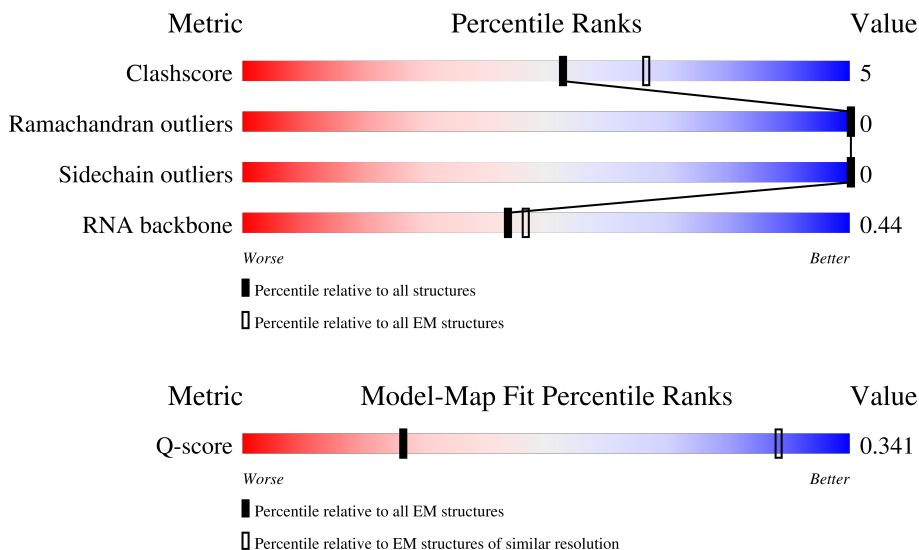 Metric Percentile Ranks Value
Clashscore 5
Ramachandran outliers 0
Sidechain outliers 0
RNA backbone 0.44
Worse Better
Percentile relative to all structures
Percentile relative to all EM structures
Metric Model-Map Fit Percentile Ranks Value
Q-score 0.341
Worse Better
Percentile relative to all EM structures
Percentile relative to EM structures of similar resolution